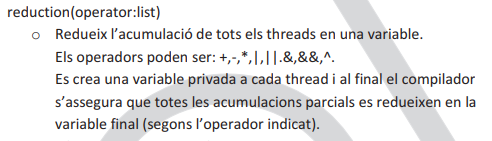 reduction(operator:list)
o Redueix l'acumulació de tots els threads en una variable.
Els operadors poden ser: +,-,*,|,||.&,&&,^.
Es crea una variable privada a cada thread i al final el compilador
s'assegura que totes les acumulacions parcials es redueixen en la
variable final (segons l'operador indicat).